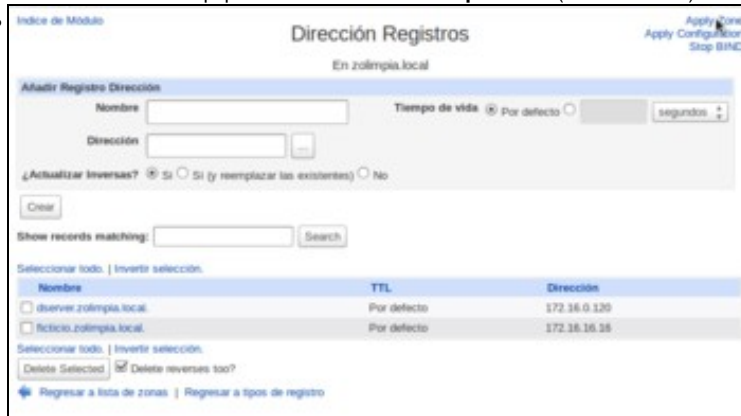 Indice de Módulo
Dirección Registros
Apply Zone
Apply Configuration
Stop BIND
En zolimpia.local
Añadir Registro Dirección
Nombre
Tiempo de vida Por defecto segundos
Dirección ...
¿Actualizar Inversas? Si Sí (y reemplazar las existentes) No
Crear
Show records matching: Search
Seleccionar todo. | Invertir selección.
Nombre TTL Dirección
dserver.zolimpia.local. Por defecto 172.16.0.120
ficticio.zolimpia.local. Por defecto 172.16.16.16
Seleccionar todo. | Invertir selección.
Delete Selected Delete reverses too?
Regresar a lista de zonas | Regresar a tipos de registro